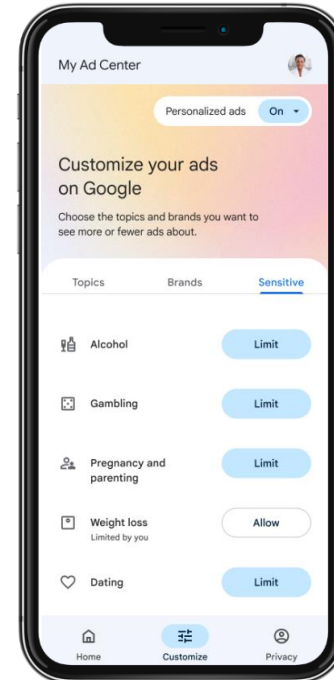 My Ad Center
Personalized ads On
Customize your ads
on Google
Choose the topics and brands you want to
see more or fewer ads about.
Topics Brands Sensitive
Alcohol Limit
Gambling Limit
Pregnancy and
parenting
Limit
Weight loss
Limited by you
Allow
Dating Limit
Home Customize Privacy